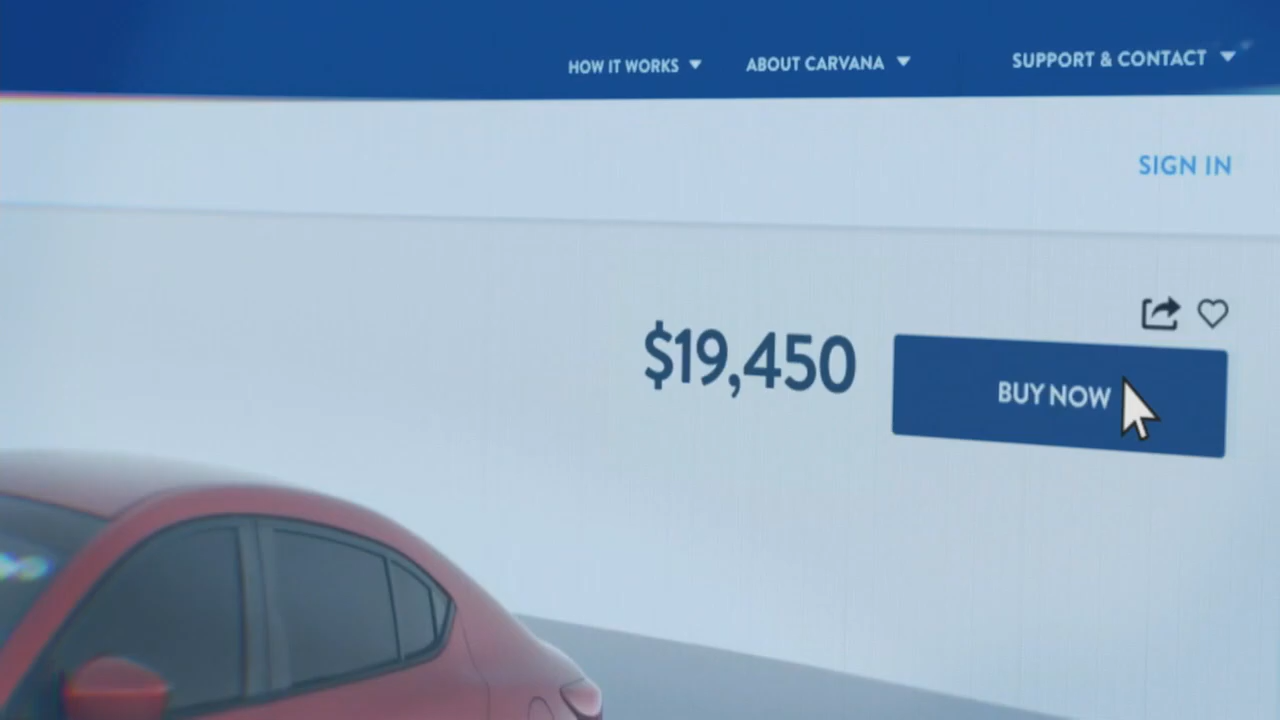 HOW IT WORKS
ABOUT CARVANA
SUPPORT & CONTACT
SIGN IN
$19,450
BUY NOW